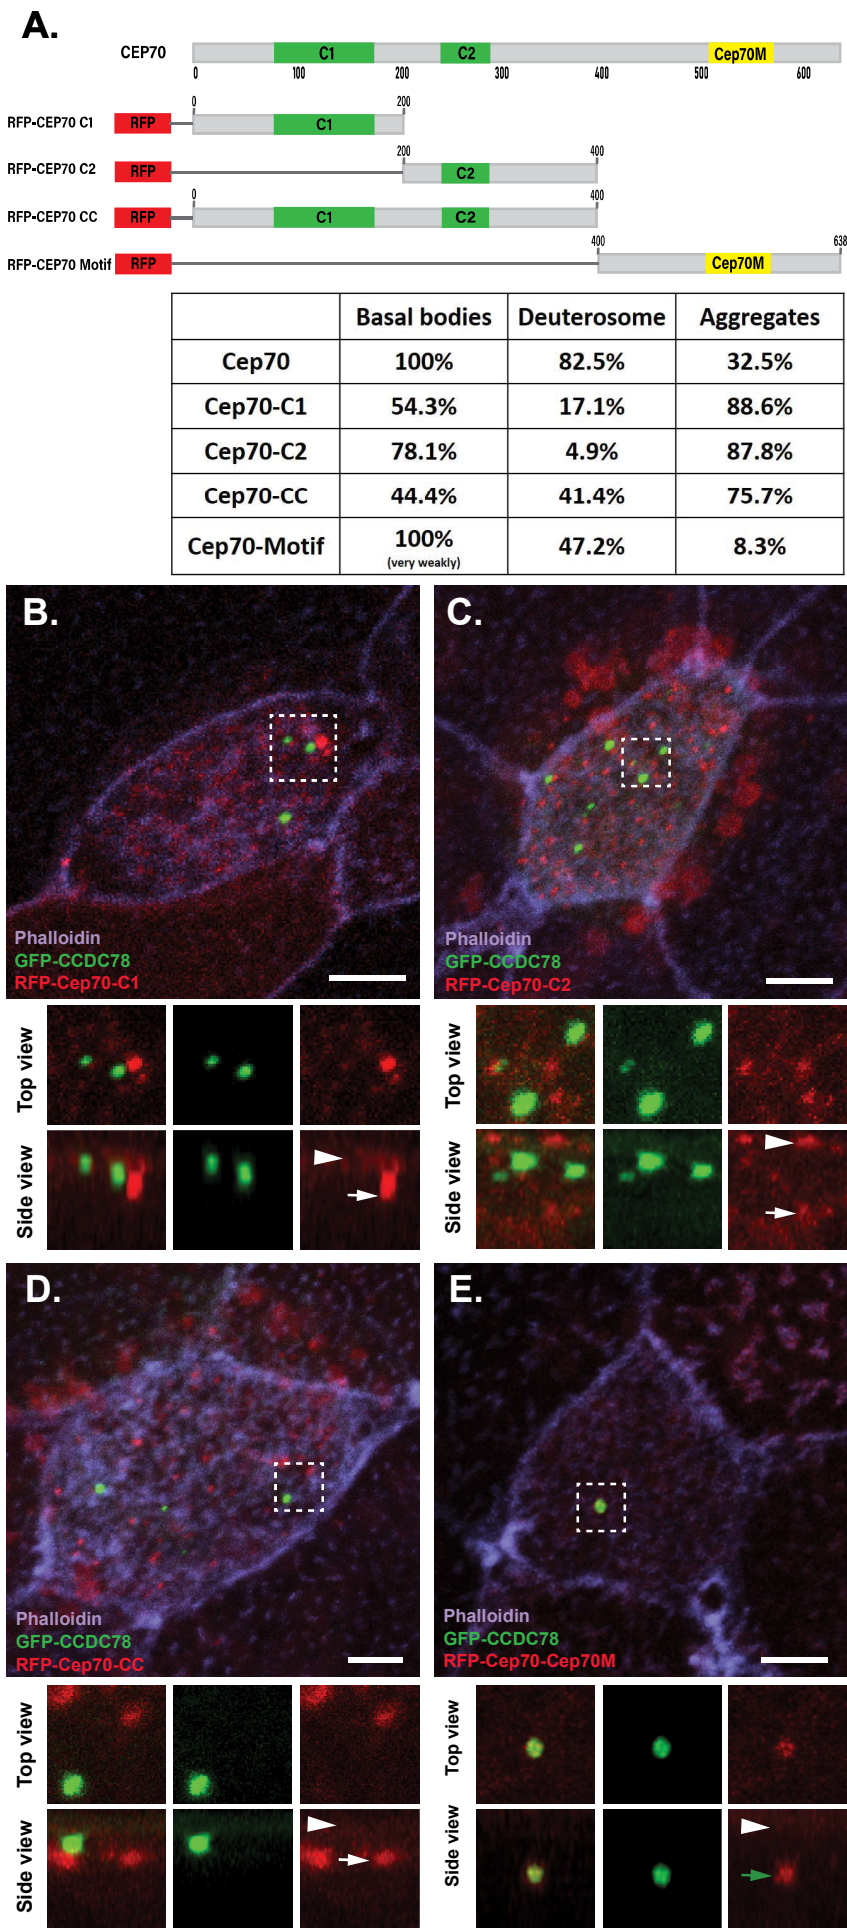 A.
CEP70
C1 C2 Cep70M
0 100 200 300 400 500 600
0 200
RFP-CEP70 C1 RFP C1
200 400
RFP-CEP70 C2 RFP C2
0 400
RFP-CEP70 CC RFP C1 C2
400 638
RFP-CEP70 Motif RFP Cep70M
Basal bodies Deuterosome Aggregates
Cep70 100% 82.5% 32.5%
Cep70-C1 54.3% 17.1% 88.6%
Cep70-C2 78.1% 4.9% 87.8%
Cep70-CC 44.4% 41.4% 75.7%
Cep70-Motif 100% 47.2% 8.3%
(very weakly)
B.
Phalloidin
GFP-CCDC78
RFP-Cep70-C1
Top view
Side view
C.
Phalloidin
GFP-CCDC78
RFP-Cep70-C2
Top view
Side view
D.
Phalloidin
GFP-CCDC78
RFP-Cep70-CC
Top view
Side view
E.
Phalloidin
GFP-CCDC78
RFP-Cep70-Cep70M
Top view
Side view